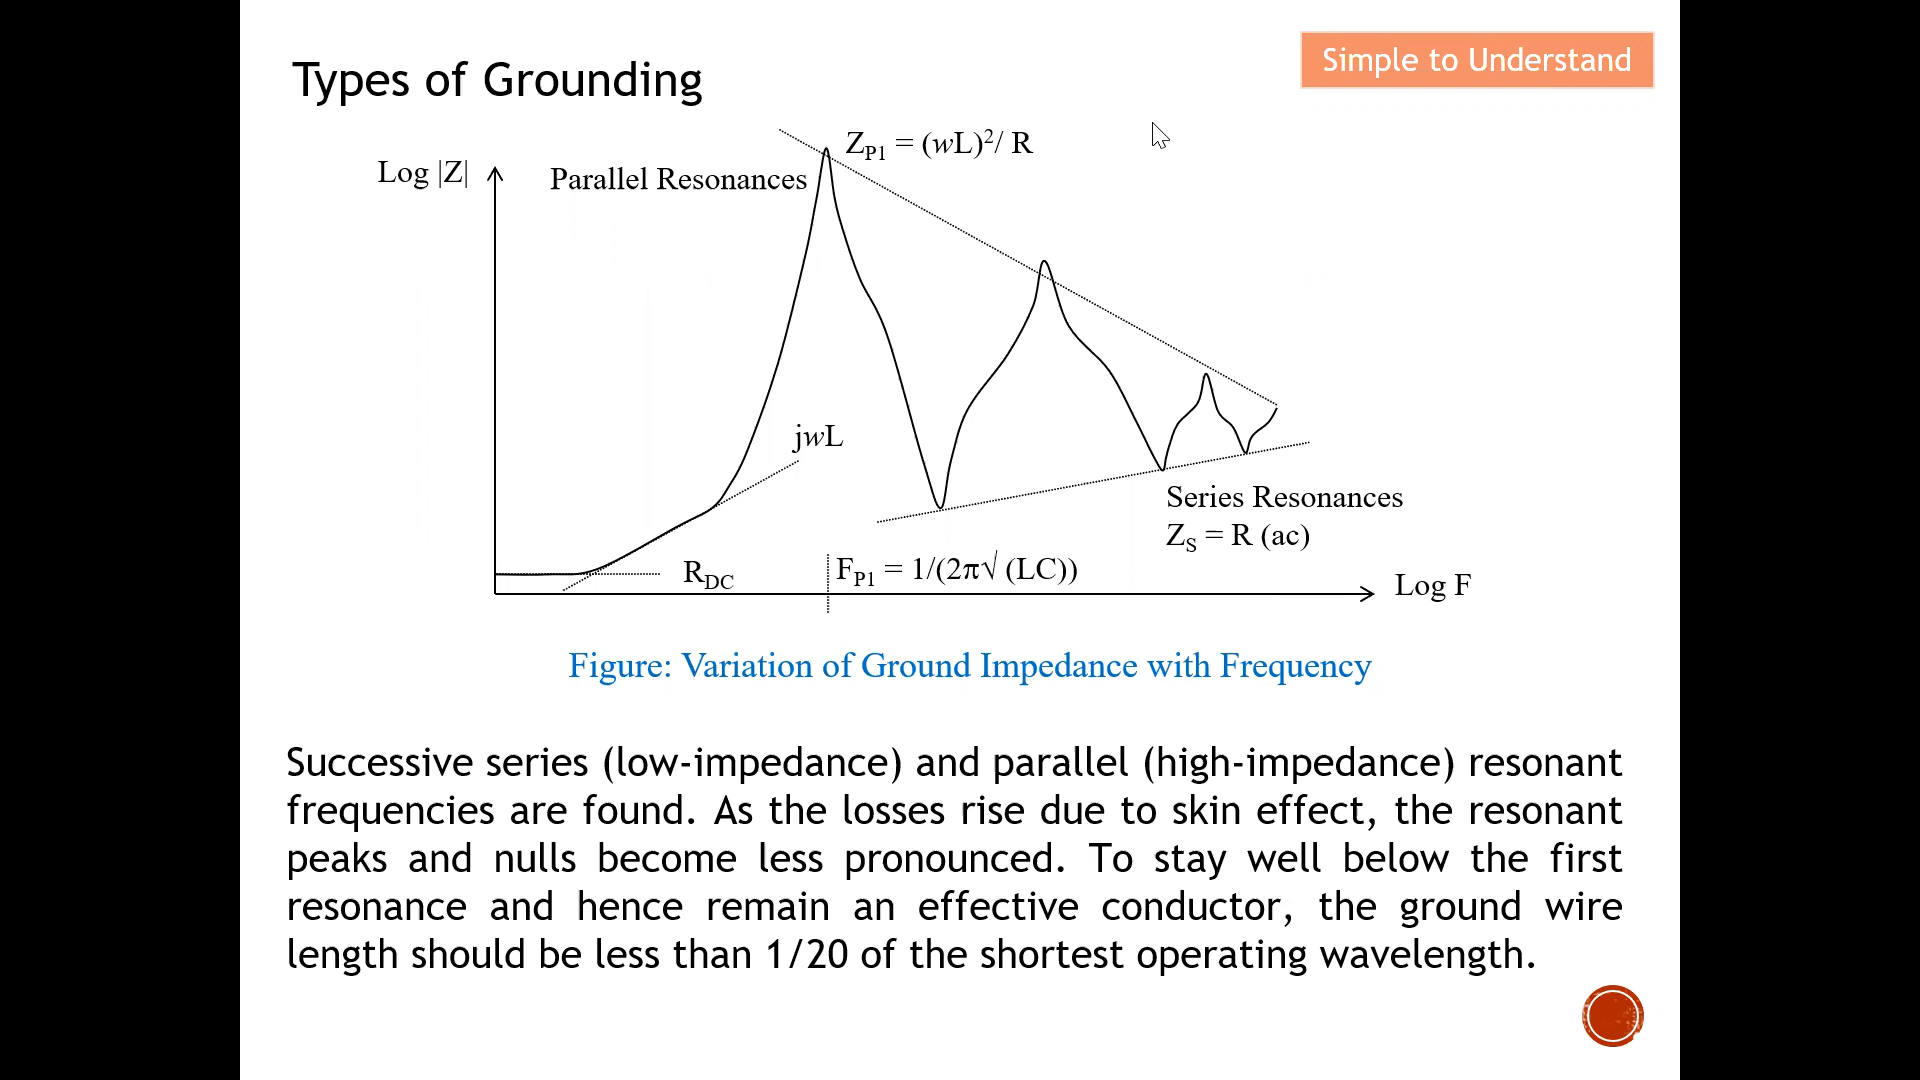 Simple to Understand
Types of Grounding
Z_P1 = (wL)²/ R
Log |Z|
Parallel Resonances
jwL
Series Resonances
Z_S = R (ac)
R_DC
F_P1 = 1/(2π√ (LC))
Log F
Figure: Variation of Ground Impedance with Frequency
Successive series (low-impedance) and parallel (high-impedance) resonant
frequencies are found. As the losses rise due to skin effect, the resonant
peaks and nulls become less pronounced. To stay well below the first
resonance and hence remain an effective conductor, the ground wire
length should be less than 1/20 of the shortest operating wavelength.